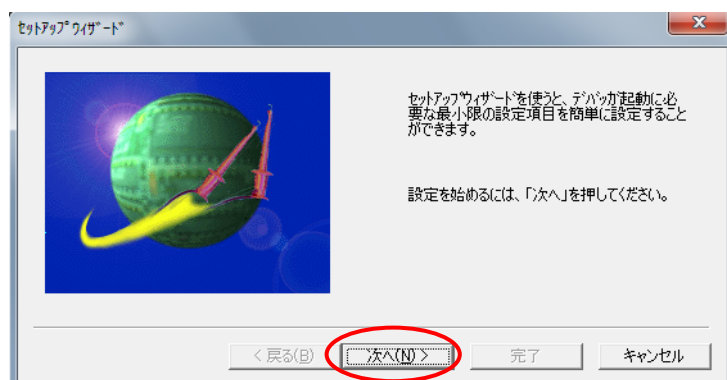 セットアップウィザード
セットアップウィザードを使うと、デバッガ起動に必
要な最小限の設定項目を簡単に設定すること
ができます。
設定を始めるには、「次へ」を押してください。
< 戻る(B)
次へ(N) >
完了
キャンセル